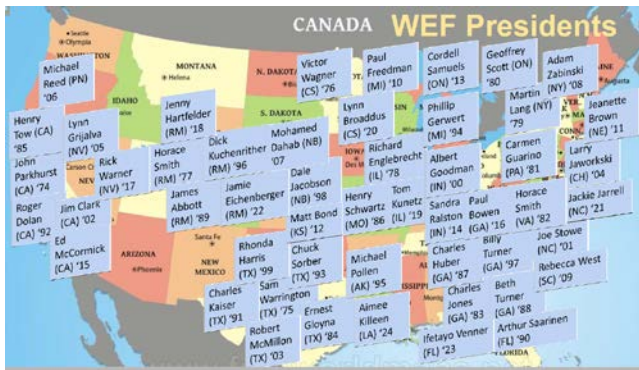 CANADA
WEF Presidents
Seattle
Olympia
WASHINGTON
MONTANA
Helena
N. DAKOTA
S. DAKOTA
IDAHO
Michael
Reed (PN)
'06
Victor
Wagner
(CS) '76
Paul
Freedman
(MI) '10
Cordell
Samuels
(ON) '13
Geoffrey
Scott (ON)
'80
Adam
Zabinski
(NY) '08
Henry
Tow (CA)
'85
Lynn
Grijalva
(NV) '05
Jenny
Hartfelder
(RM) '18
Lynn
Broaddus
(CS) '20
Phillip
Gerwert
(MI) '94
Martin
Lang (NY)
'79
Jeanette
Brown
(NE) '11
John
Parkhurst
(CA) '74
Rick
Warner
(NV) '17
Horace
Smith
(RM) '77
Dick
Kuchenrither
(RM) '96
Mohamed
Dahab (NB)
'07
Richard
Englebrecht
(IL) '78
Albert
Goodman
(IN) '00
Carmen
Guarino
(PA) '81
Larry
Jaworkski
(CH) '04
Roger
Dolan
(CA) '92
Jim Clark
(CA) '02
James
Abbott
(RM) '89
Jamie
Eichenberger
(RM) '22
Dale
Jacobson
(NB) '98
Matt Bond
(KS) '12
Henry
Schwartz
(MO) '86
Tom
Kunetz
(IL) '19
Sandra
Ralston
(IN) '14
Paul
Bowen
(GA) '16
Horace
Smith
(VA) '82
Jackie Jarrell
(NC) '21
Ed
McCormick
(CA) '15
ARIZONA
Phoenix
Santa Fe
NEW
MEXICO
Rhonda
Harris
(TX) '99
Chuck
Sorber
(TX) '93
Michael
Pollen
(AK) '95
Charles
Huber
(GA) '87
Billy
Turner
(GA) '97
Joe Stowe
(NC) '01
Rebecca West
(SC) '09
Charles
Kaiser
(TX) '91
Sam
Warrington
(TX) '75
Charles
Jones
(GA) '83
Beth
Turner
(GA) '88
Robert
McMillon
(TX) '03
Ernest
Gloyna
(TX) '84
Aimee
Killeen
(LA) '24
Ifetayo Venner
(FL) '23
Arthur Saarinen
(FL) '90